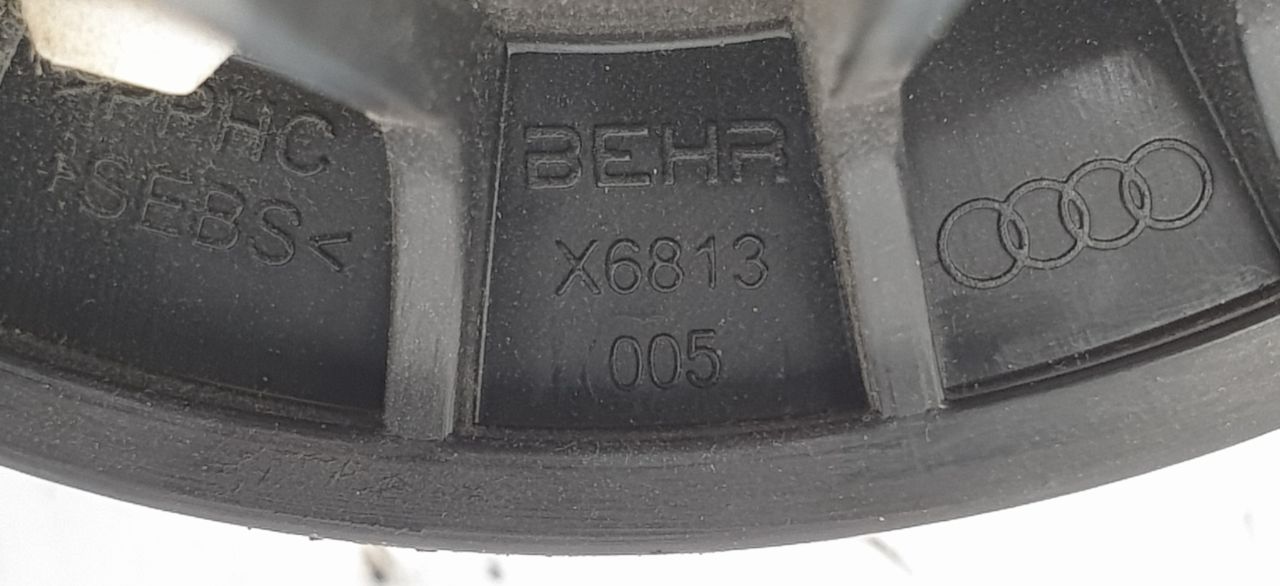 >PPHC
+SEBS<
BEHR
X6813
005